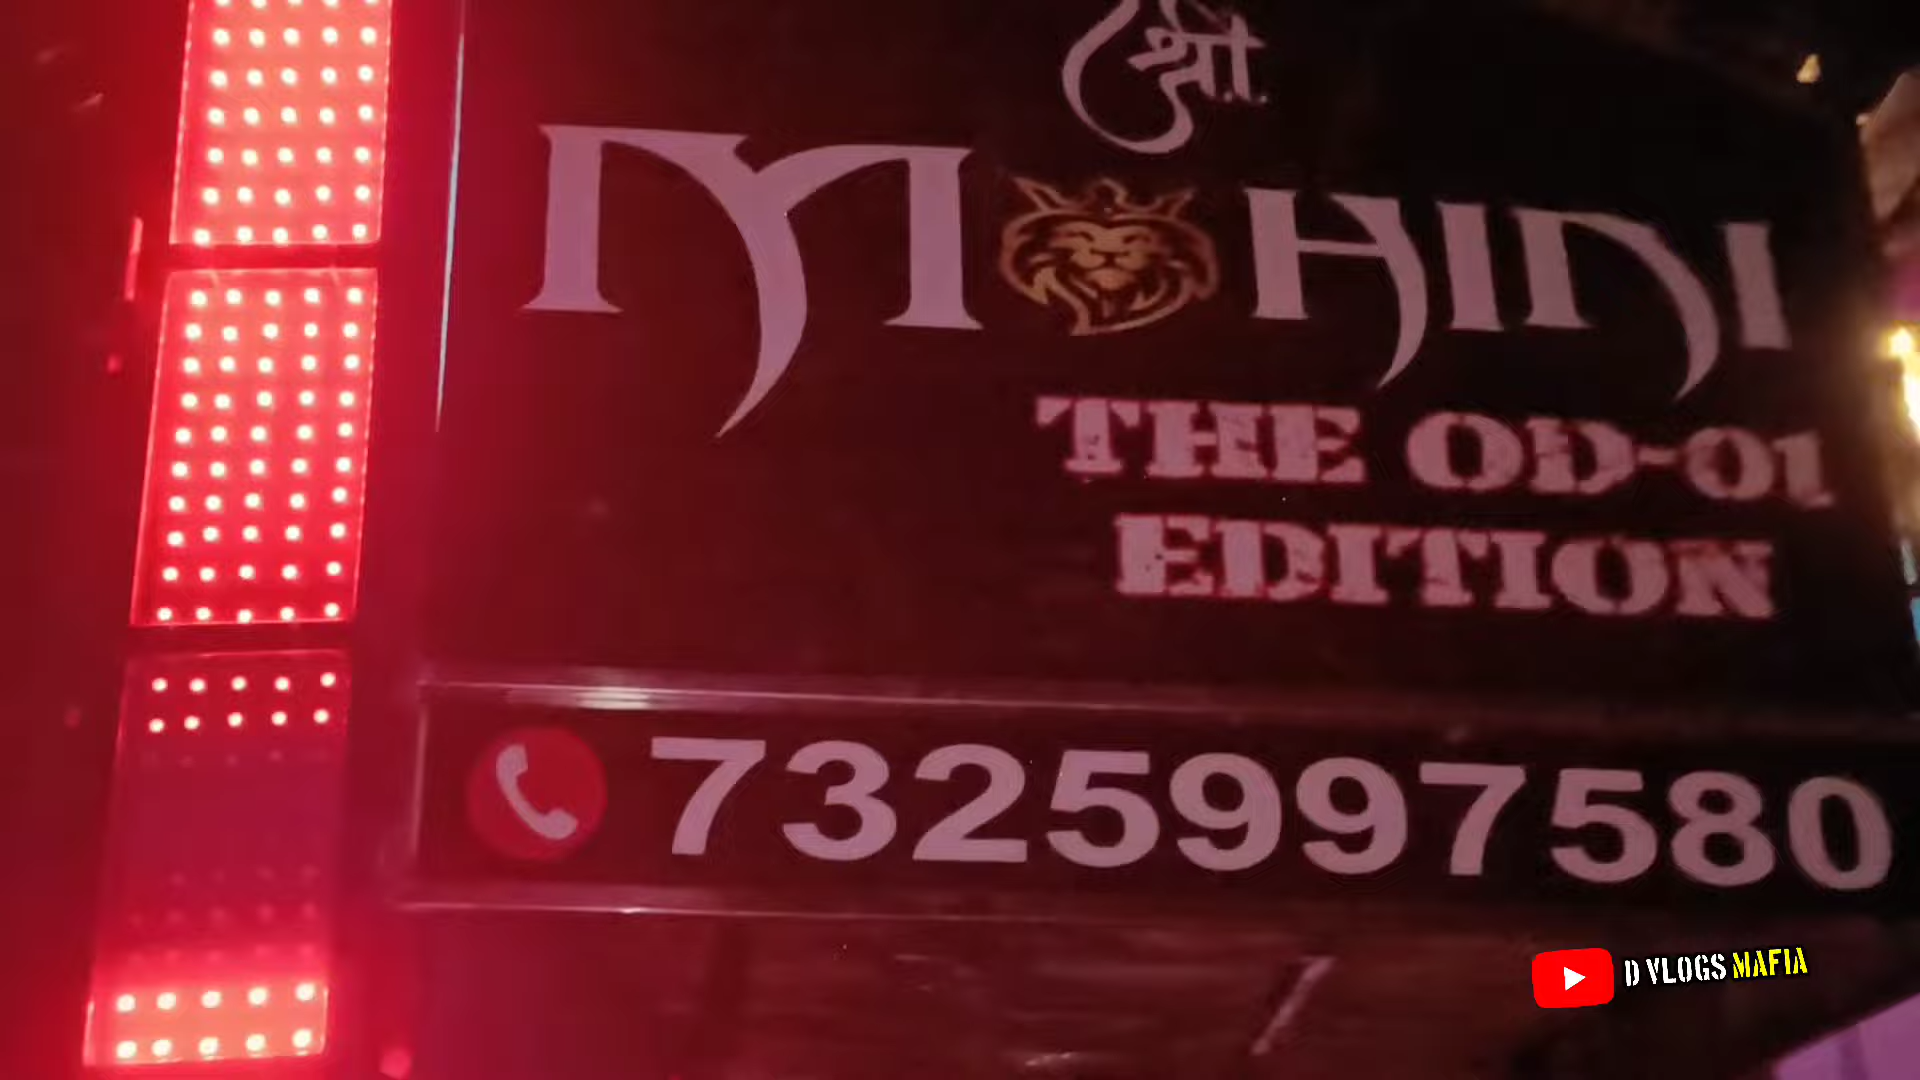 श्री
MOHINI
THE OD-01
EDITION
7325997580
D VLOGS MAFIA